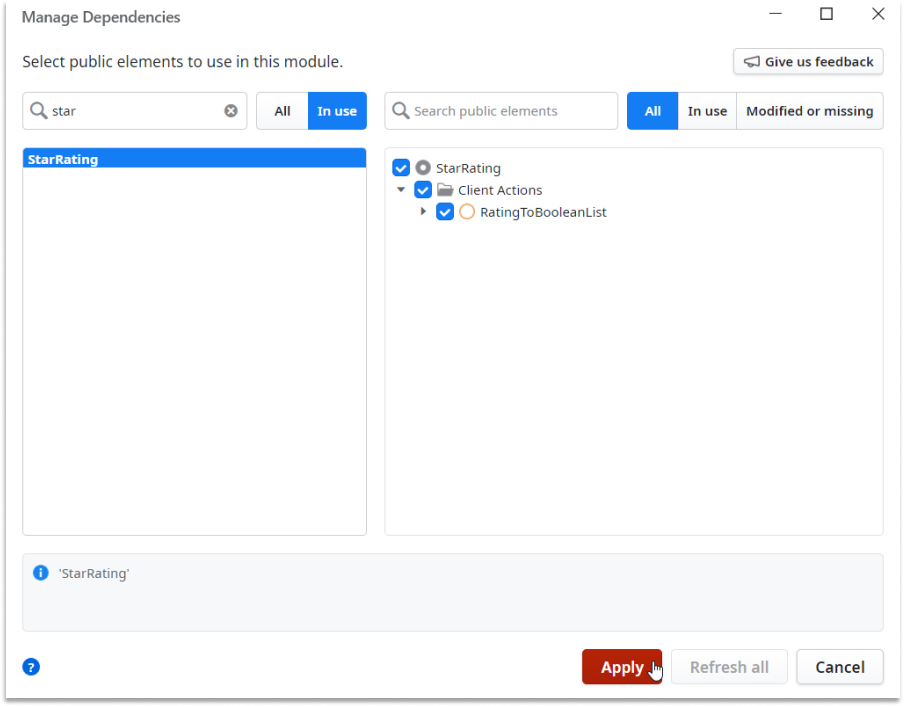 Manage Dependencies
Select public elements to use in this module.
Give us feedback
star
All
In use
Search public elements
All
In use
Modified or missing
StarRating
StarRating
Client Actions
RatingToBooleanList
'StarRating'
Apply
Refresh all
Cancel